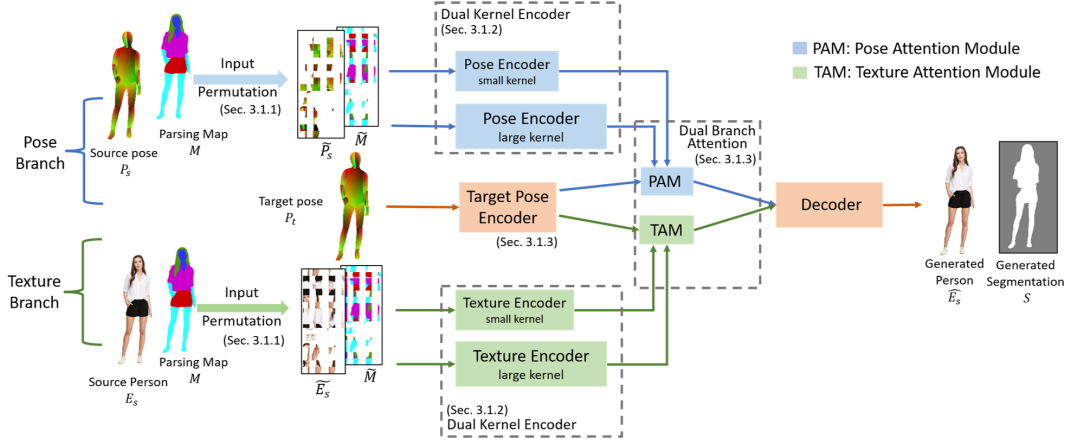 Dual Kernel Encoder
(Sec. 3.1.2)
Pose Encoder
small kernel
Pose Encoder
large kernel
PAM: Pose Attention Module
TAM: Texture Attention Module
Input
Permutation
(Sec. 3.1.1)
Pose
Branch
Source pose
P_s
Parsing Map
M
P̃_s
M̃
Target pose
P_t
Target Pose
Encoder
(Sec. 3.1.3)
Dual Branch
Attention
(Sec. 3.1.3)
PAM
TAM
Decoder
Generated
Person
Ê_s
Generated
Segmentation
S
Texture
Branch
Input
Permutation
(Sec. 3.1.1)
Source Person
E_s
Parsing Map
M
Ẽ_s
M̃
Texture Encoder
small kernel
Texture Encoder
large kernel
(Sec. 3.1.2)
Dual Kernel Encoder